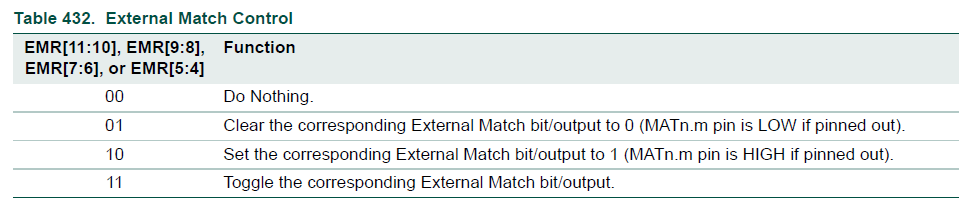 Table 432. External Match Control
EMR[11:10], EMR[9:8], Function
EMR[7:6], or EMR[5:4]
00 Do Nothing.
01 Clear the corresponding External Match bit/output to 0 (MATn.m pin is LOW if pinned out).
10 Set the corresponding External Match bit/output to 1 (MATn.m pin is HIGH if pinned out).
11 Toggle the corresponding External Match bit/output.